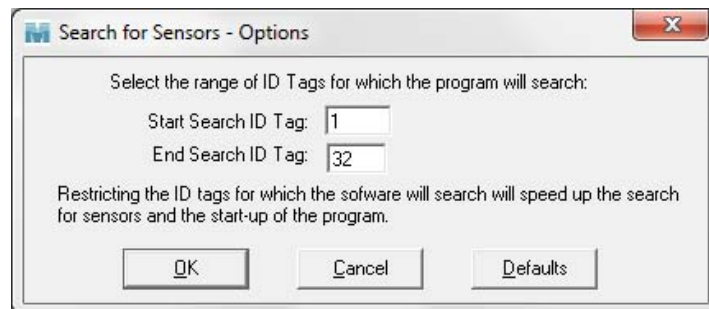 Search for Sensors - Options
Select the range of ID Tags for which the program will search:
Start Search ID Tag: 1
End Search ID Tag: 32
Restricting the ID tags for which the sofware will search will speed up the search
for sensors and the start-up of the program.
OK Cancel Defaults